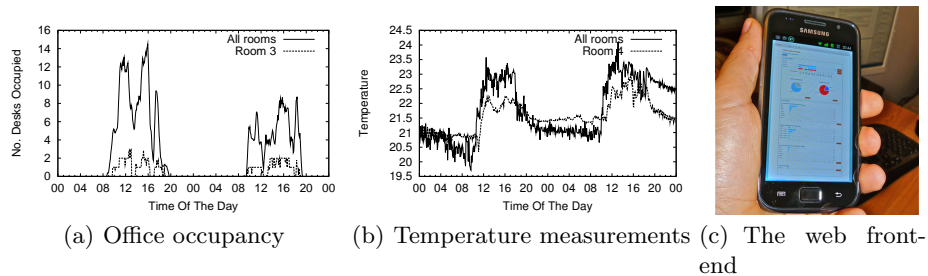 16
14
12
10
8
6
4
2
0
No. Desks Occupied
All rooms
Room 3
00 04 08 12 16 20 00 04 08 12 16 20 00
Time Of The Day
(a) Office occupancy
24.5
24
23.5
23
22.5
22
21.5
21
20.5
20
19.5
Temperature
All rooms
Room 4
00 04 08 12 16 20 00 04 08 12 16 20 00
Time Of The Day
(b) Temperature measurements
SAMSUNG
(c) The web front-
end